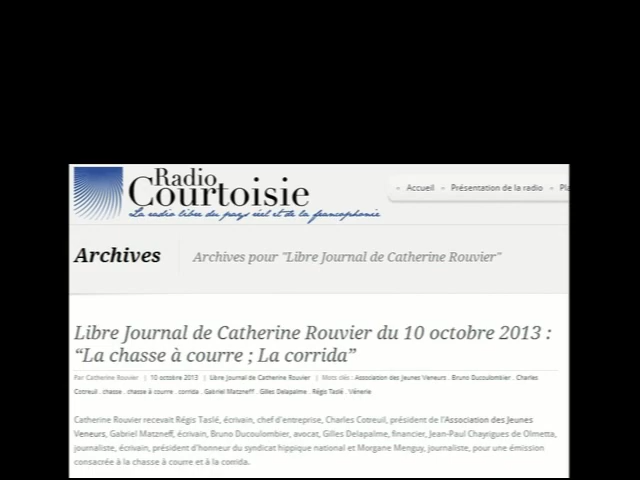 Radio
Courtoisie
La radio libre du pays réel et de la francophonie
Accueil Présentation de la radio Pla
Archives Archives pour "Libre Journal de Catherine Rouvier"
Libre Journal de Catherine Rouvier du 10 octobre 2013 :
“La chasse à courre ; La corrida”
Par Catherine Rouvier | 10 octobre 2013 | Libre Journal de Catherine Rouvier | Mots clés : Association des Jeunes Veneurs . Bruno Ducoulombier . Charles
Cotreuil . chasse . chasse à courre . corrida . Gabriel Matzneff . Gilles Delapalme . Régis Taslé . Vénerie
Catherine Rouvier recevait Régis Taslé, écrivain, chef d'entreprise, Charles Cotreuil, président de l'Association des Jeunes
Veneurs, Gabriel Matzneff, écrivain, Bruno Ducoulombier, avocat, Gilles Delapalme, financier, Jean-Paul Chayrigues de Olmetta,
journaliste, écrivain, président d'honneur du syndicat hippique national et Morgane Menguy, journaliste, pour une émission
consacrée à la chasse à courre et à la corrida.